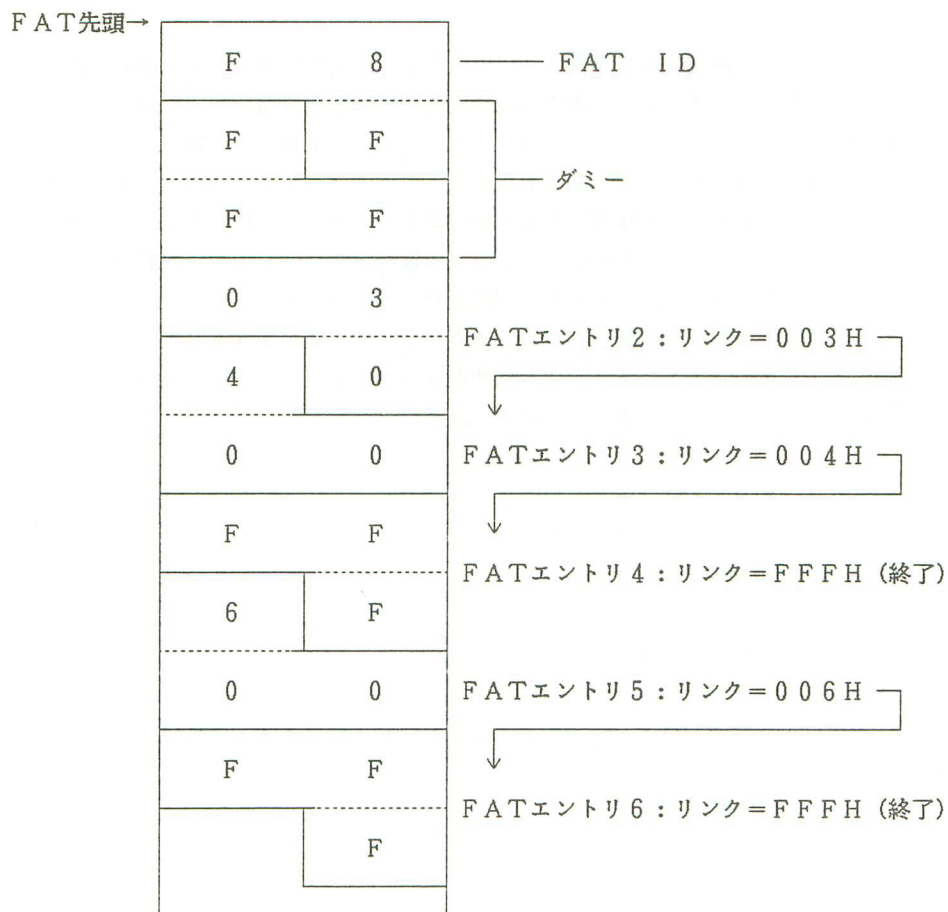 FAT先頭→
F 8 FAT ID
F F
ダミー
F F
0 3
FATエントリ2:リンク=003H
4 0
0 0 FATエントリ3:リンク=004H
F F
FATエントリ4:リンク=FFFH(終了)
6 F
0 0 FATエントリ5:リンク=006H
F F
FATエントリ6:リンク=FFFH(終了)
F